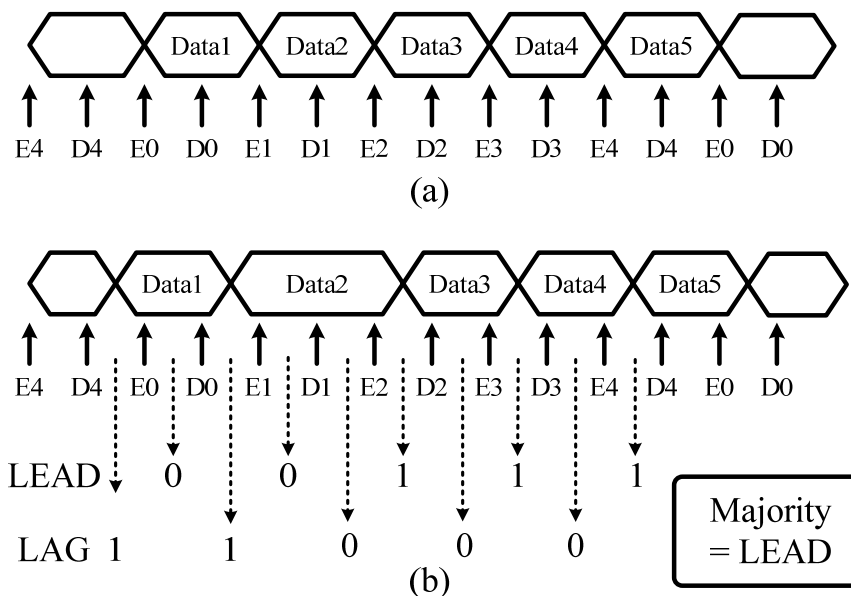 Data1 Data2 Data3 Data4 Data5
E4 D4 E0 D0 E1 D1 E2 D2 E3 D3 E4 D4 E0 D0
(a)
Data1 Data2 Data3 Data4 Data5
E4 D4 E0 D0 E1 D1 E2 D2 E3 D3 E4 D4 E0 D0
LEAD 0 0 1 1 1
LAG 1 1 0 0 0
Majority
= LEAD
(b)